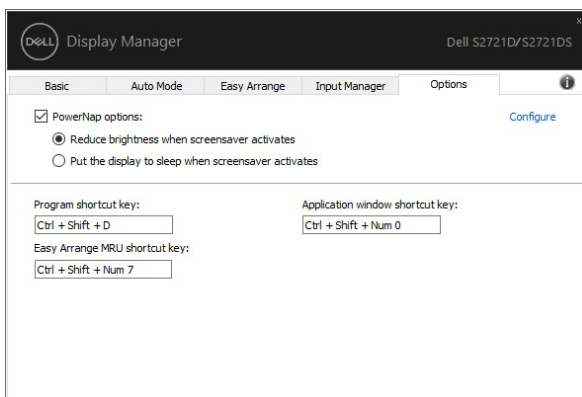 DELL Display Manager Dell S2721D/S2721DS
Basic Auto Mode Easy Arrange Input Manager Options
PowerNap options: Configure
Reduce brightness when screensaver activates
Put the display to sleep when screensaver activates
Program shortcut key: Application window shortcut key:
Ctrl + Shift + D Ctrl + Shift + Num 0
Easy Arrange MRU shortcut key:
Ctrl + Shift + Num 7